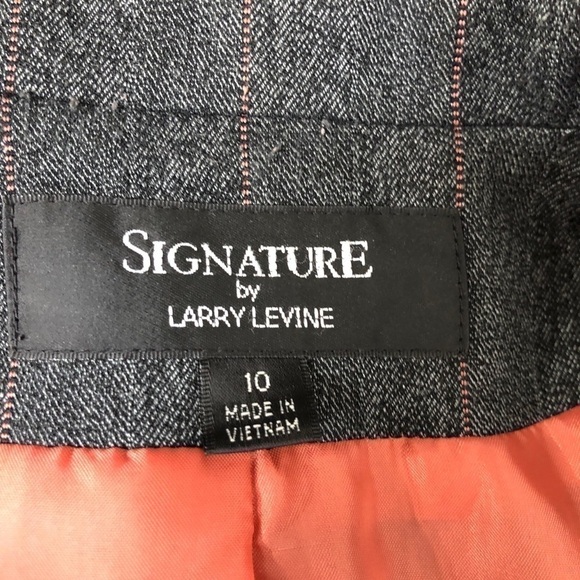 SIGNATURE
by
LARRY LEVINE
10
MADE IN
VIETNAM